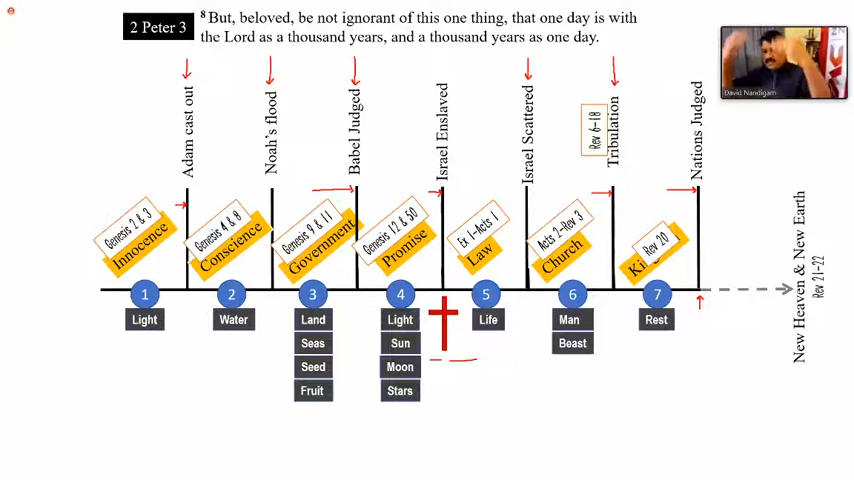 2 Peter 3
8 But, beloved, be not ignorant of this one thing, that one day is with
the Lord as a thousand years, and a thousand years as one day.
David Nandigam
Adam cast out
Noah's flood
Babel Judged
Israel Enslaved
Israel Scattered
Rev 6-18
Tribulation
Nations Judged
Genesis 2 & 3
Innocence
Genesis 4 & 8
Conscience
Genesis 9 & 11
Government
Genesis 12 & 50
Promise
Ex 1-Acts 1
Law
Acts 2-Rev 3
Church
Rev 20
New Heaven & New Earth
Rev 21-22
1
2
3
4
5
6
7
Light
Water
Land
Seas
Seed
Fruit
Light
Sun
Moon
Stars
Life
Man
Beast
Rest